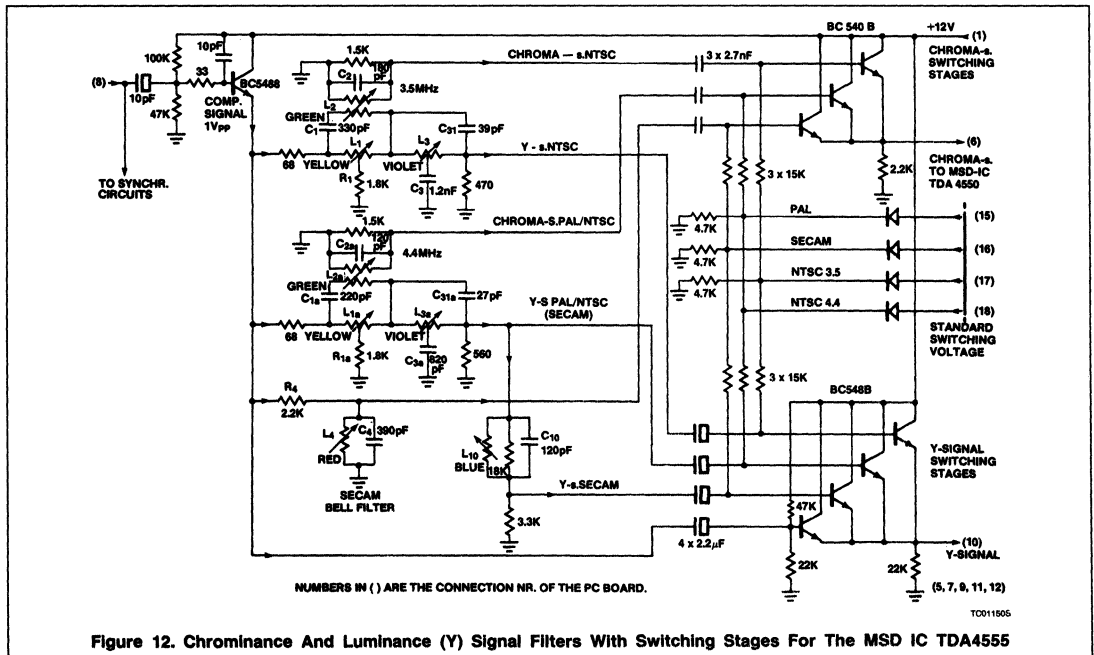 BC 540 B
+12V
(1)
CHROMA-s.
SWITCHING
STAGES
10pF
100K
(8)
33
BC548B
10pF
47K
COMP.
SIGNAL
1VPP
TO SYNCHR.
CIRCUITS
1.5K
CHROMA — s.NTSC
3 x 2.7nF
C2
180
pF
3.5MHz
L2
GREEN
330pF
C1
C31
39pF
L1
L3
Y - s.NTSC
68
YELLOW
VIOLET
R1
1.8K
C3
1.2nF
470
(6)
CHROMA-s.
TO MSD-IC
TDA 4550
2.2K
3 x 15K
CHROMA-S.PAL/NTSC
1.5K
C2a
120
pF
4.4MHz
L2a
GREEN
220pF
C1a
C31a
27pF
L1a
L3a
Y-S PAL/NTSC
(SECAM)
68
YELLOW
VIOLET
R1a
1.8K
C3a
820
pF
560
4.7K
PAL
(15)
4.7K
SECAM
(16)
4.7K
NTSC 3.5
(17)
NTSC 4.4
(18)
STANDARD
SWITCHING
VOLTAGE
3 x 15K
BC548B
R4
2.2K
L4
C4
390pF
RED
SECAM
BELL FILTER
L10
BLUE
18K
C10
120pF
Y-s.SECAM
3.3K
4 x 2.2µF
Y-SIGNAL
SWITCHING
STAGES
47K
22K
22K
(10)
Y-SIGNAL
(5, 7, 9, 11, 12)
NUMBERS IN ( ) ARE THE CONNECTION NR. OF THE PC BOARD.
TC01150S
Figure 12. Chrominance And Luminance (Y) Signal Filters With Switching Stages For The MSD IC TDA4555